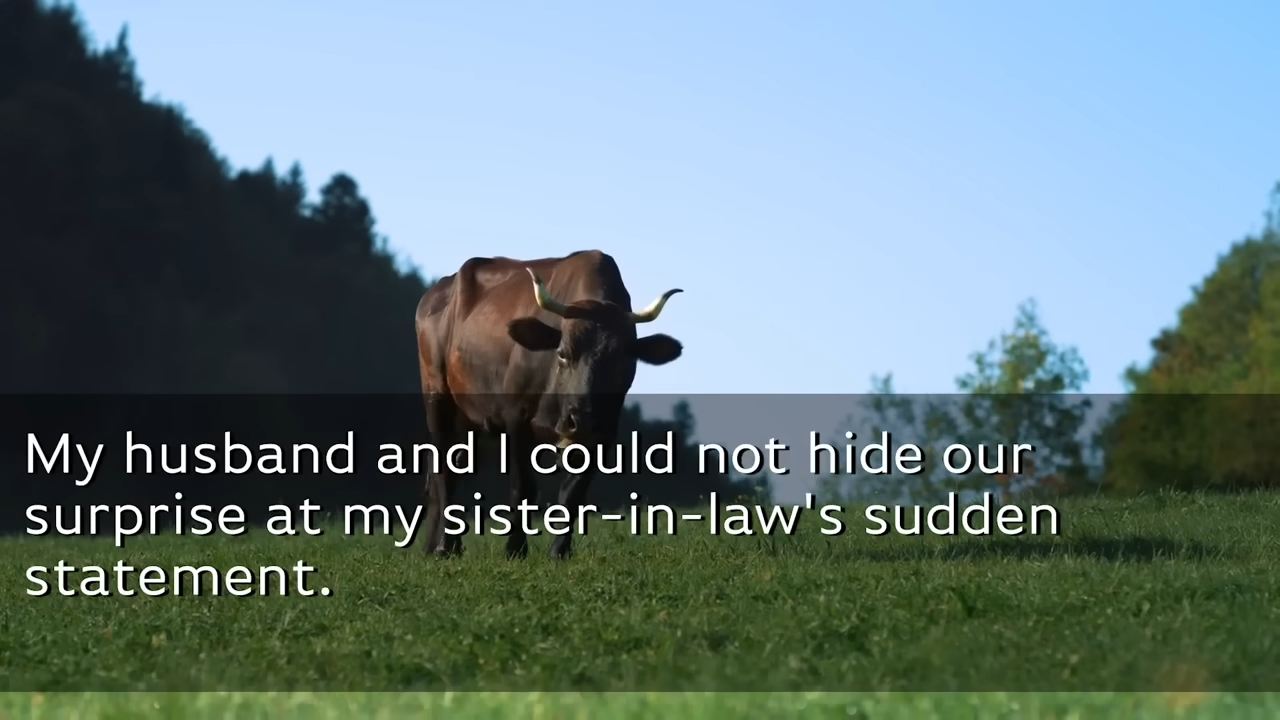 My husband and I could not hide our
surprise at my sister-in-law's sudden
statement.